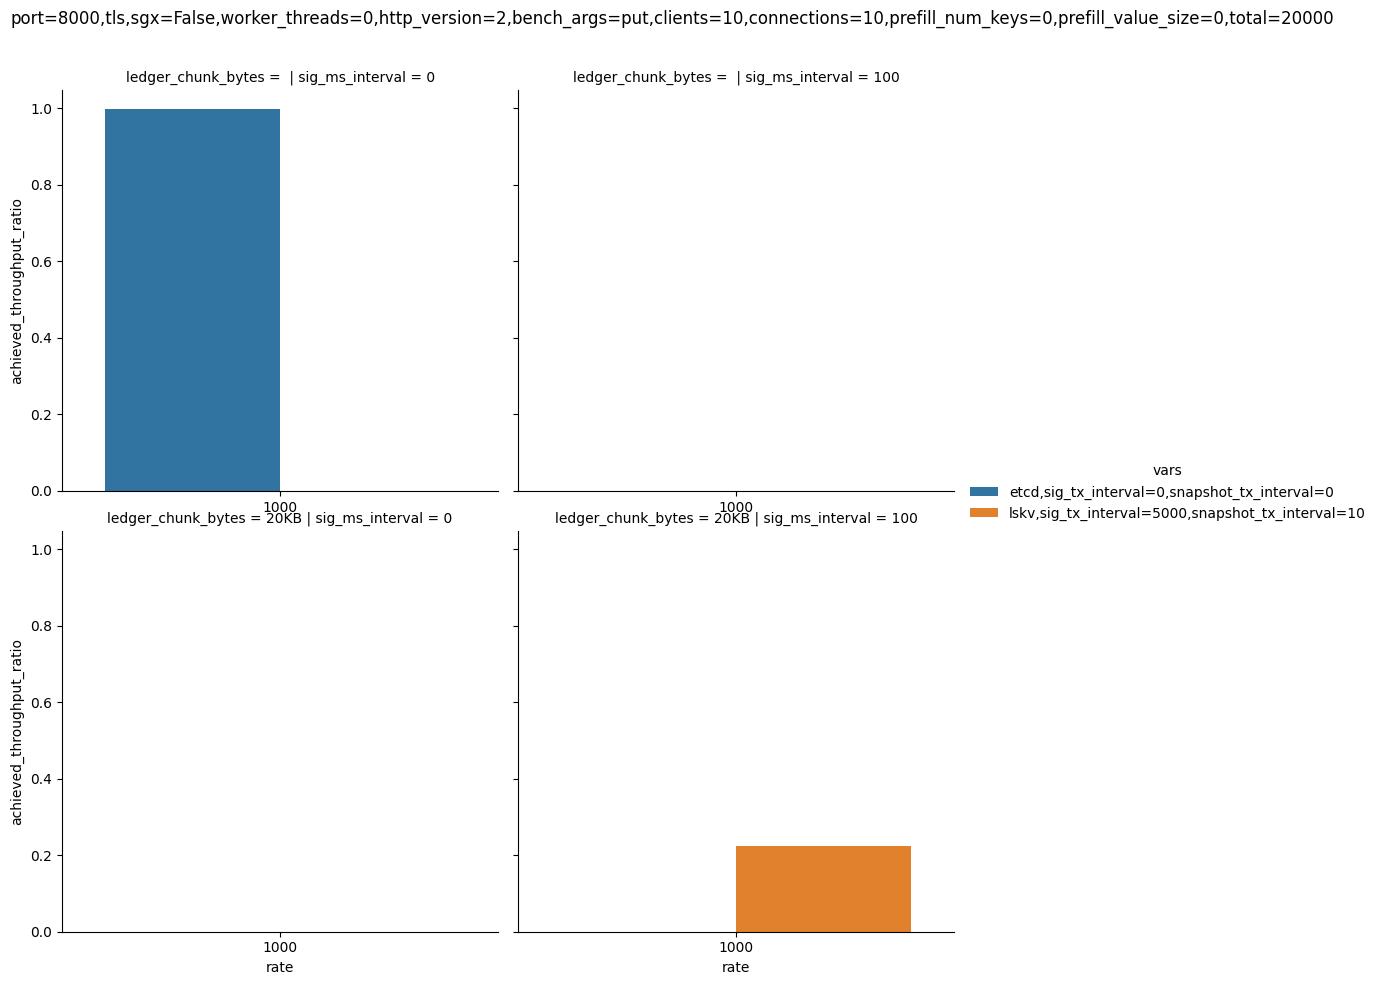 port=8000,tls,sgx=False,worker_threads=0,http_version=2,bench_args=put,clients=10,connections=10,prefill_num_keys=0,prefill_value_size=0,total=20000
ledger_chunk_bytes =  | sig_ms_interval = 0
ledger_chunk_bytes =  | sig_ms_interval = 100
1.0
0.8
0.6
0.4
0.2
0.0
achieved_throughput_ratio
1000
1000
vars
etcd,sig_tx_interval=0,snapshot_tx_interval=0
lskv,sig_tx_interval=5000,snapshot_tx_interval=10
ledger_chunk_bytes = 20KB | sig_ms_interval = 0
ledger_chunk_bytes = 20KB | sig_ms_interval = 100
1.0
0.8
0.6
0.4
0.2
0.0
achieved_throughput_ratio
1000
1000
rate
rate